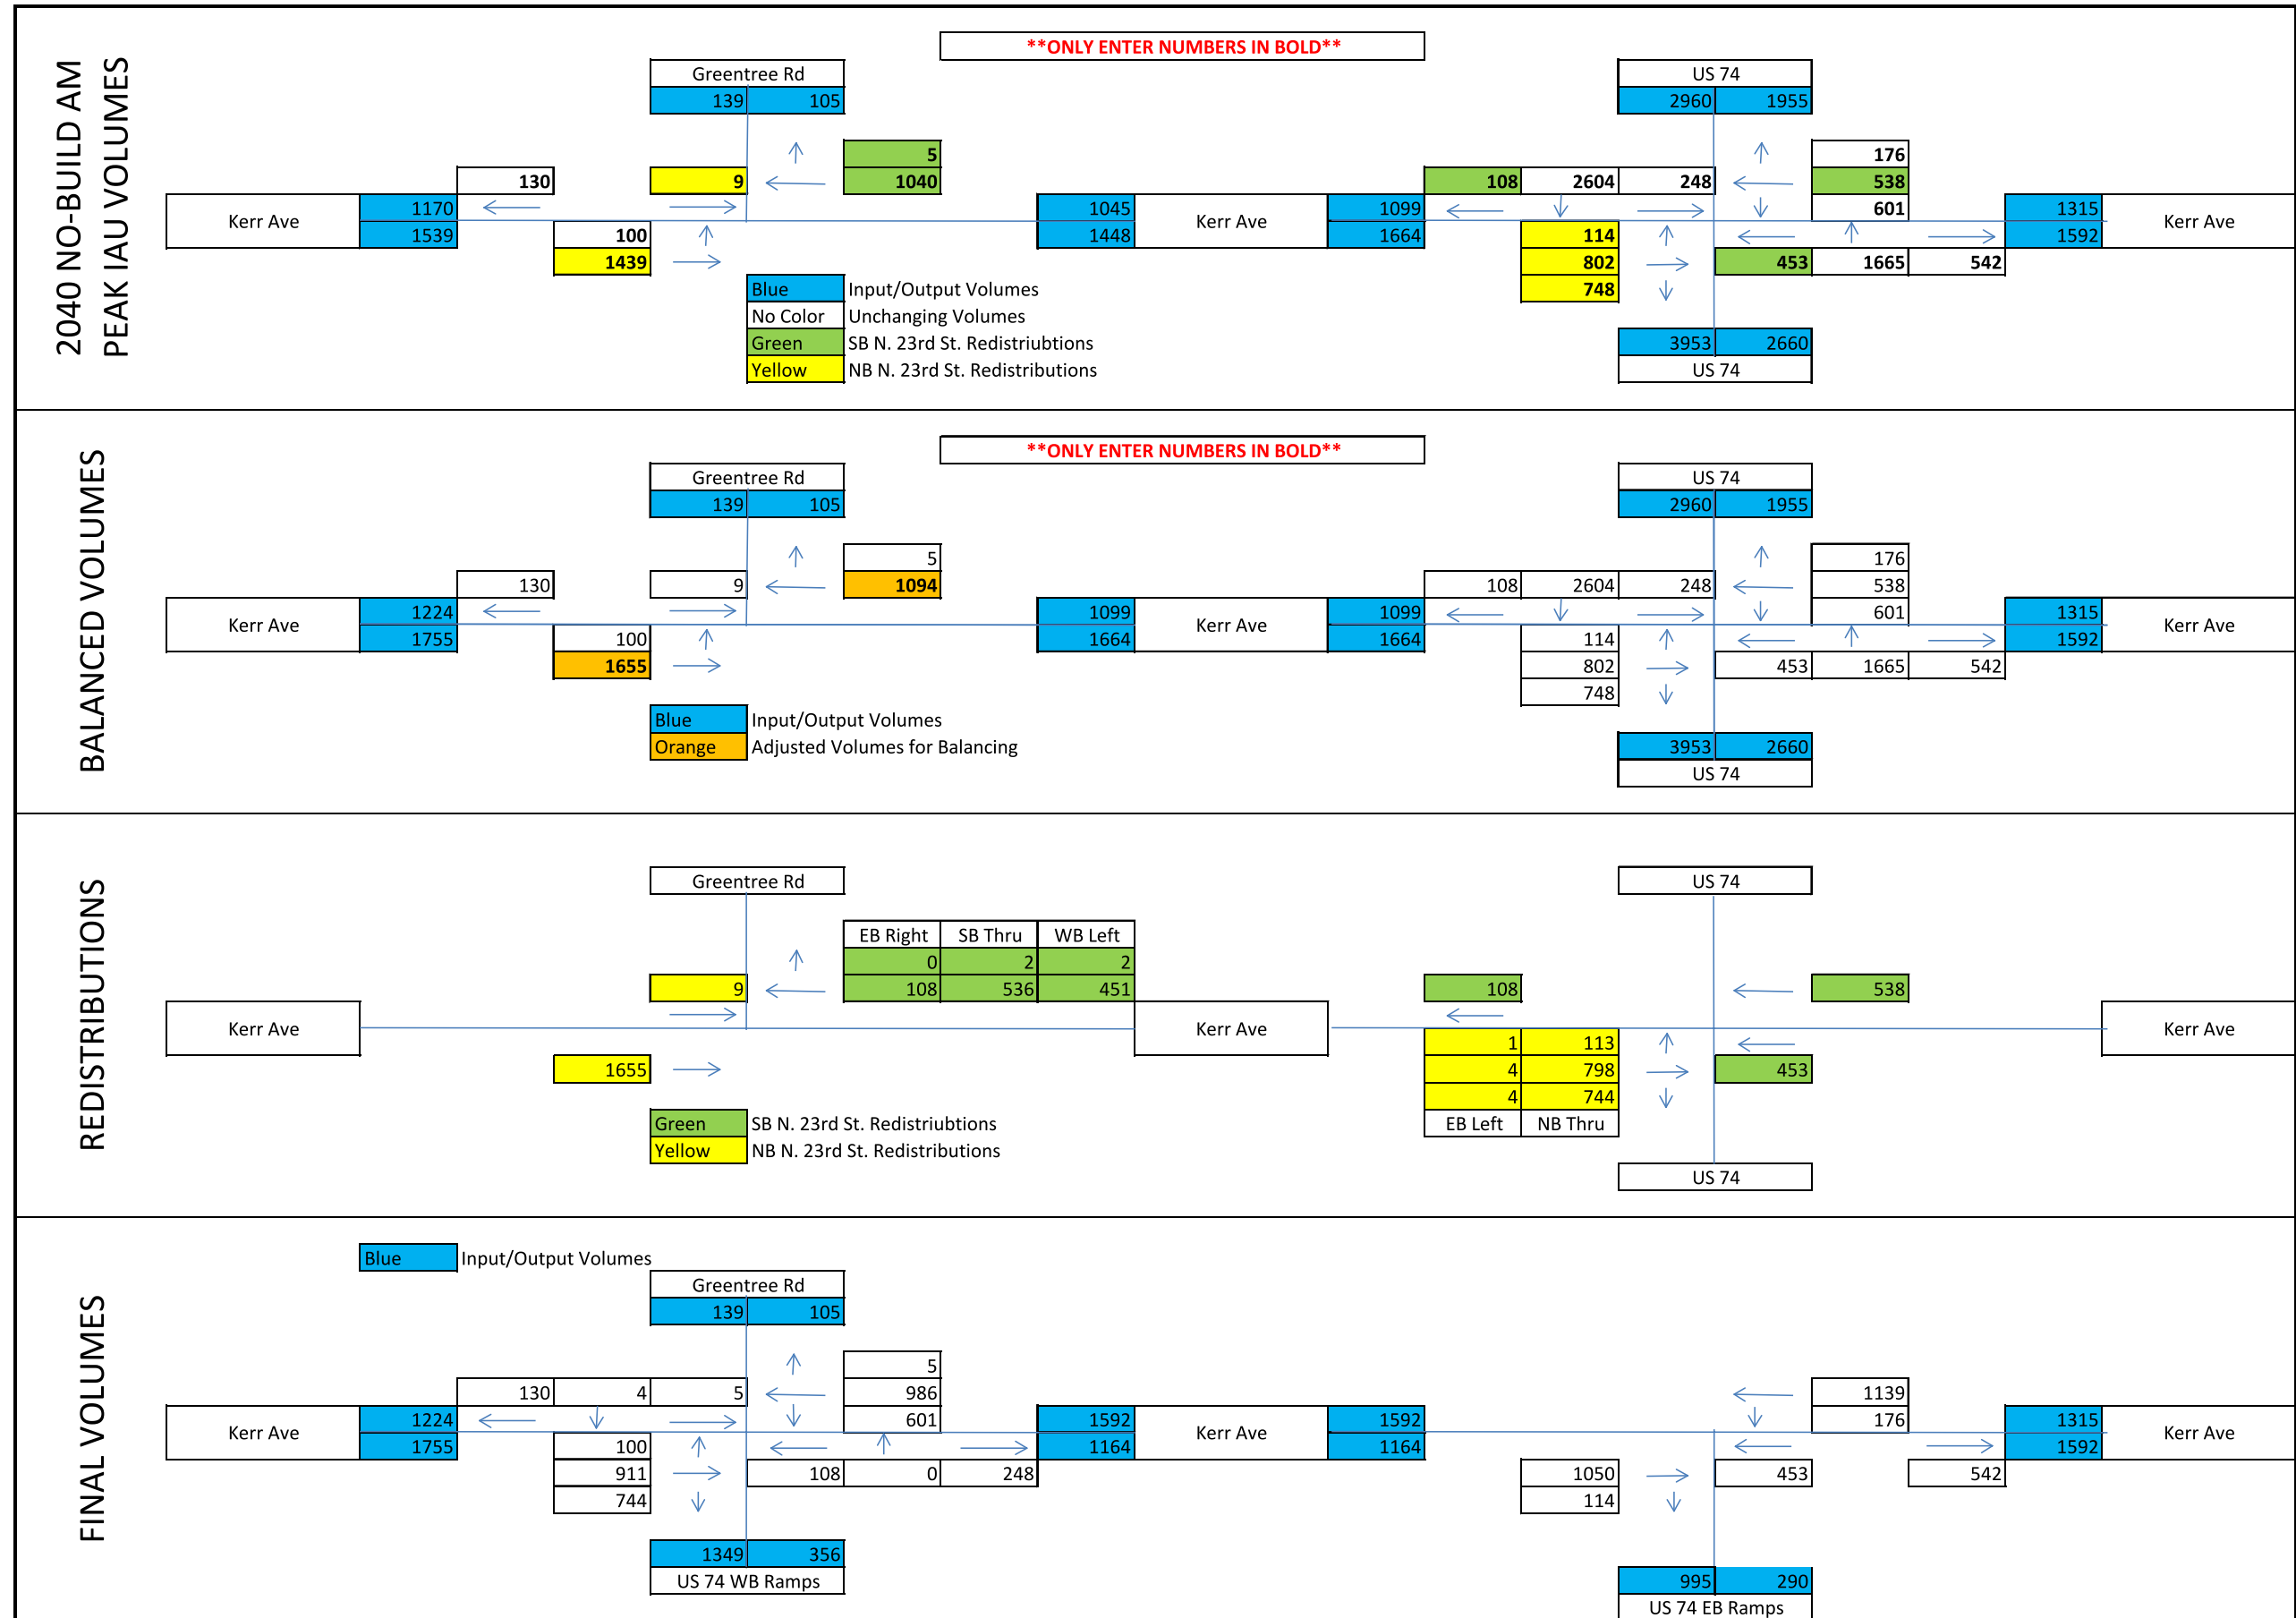 2040 NO-BUILD AM
PEAK IAU VOLUMES
**ONLY ENTER NUMBERS IN BOLD**
Greentree Rd US 74
139 105 2960 1955
5 176
130 9 1040 108 2604 248 538
Kerr Ave 1170 1045 Kerr Ave 1099 601 1315 Kerr Ave
1539 100 1448 1664 114 1592
1439 802 453 1665 542
Blue Input/Output Volumes 748
No Color Unchanging Volumes
Green SB N. 23rd St. Redistriubtions 3953 2660
Yellow NB N. 23rd St. Redistributions US 74
BALANCED VOLUMES
**ONLY ENTER NUMBERS IN BOLD**
Greentree Rd US 74
139 105 2960 1955
5 176
130 9 1094 108 2604 248 538
Kerr Ave 1224 1099 Kerr Ave 1099 601 1315 Kerr Ave
1755 100 1664 1664 114 1592
1655 802 453 1665 542
748
Blue Input/Output Volumes
Orange Adjusted Volumes for Balancing 3953 2660
US 74
REDISTRIBUTIONS
Greentree Rd US 74
EB Right SB Thru WB Left
0 2 2
9 108 536 451 108 538
Kerr Ave Kerr Ave Kerr Ave
1 113
1655 4 798 453
4 744
Green SB N. 23rd St. Redistriubtions EB Left NB Thru
Yellow NB N. 23rd St. Redistributions
US 74
FINAL VOLUMES
Blue Input/Output Volumes
Greentree Rd
139 105
5
130 4 5 986 1139
Kerr Ave 1224 601 1592 Kerr Ave 1592 176 1315 Kerr Ave
1755 100 1164 1164 1592
911 108 0 248 1050 453 542
744 114
1349 356
US 74 WB Ramps 995 290
US 74 EB Ramps